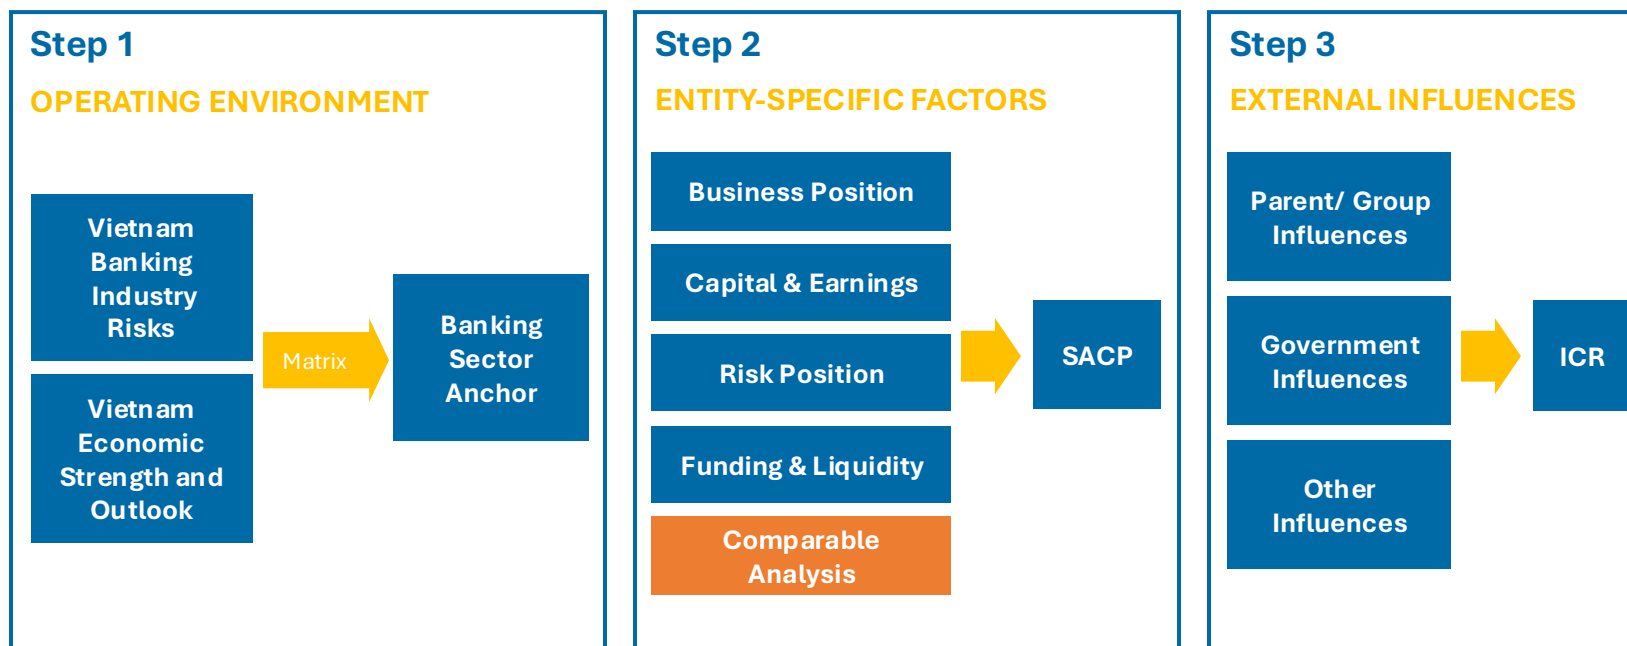 Step 1
OPERATING ENVIRONMENT
Vietnam
Banking
Industry
Risks
Vietnam
Economic
Strength and
Outlook
Matrix
Banking
Sector
Anchor
Step 2
ENTITY-SPECIFIC FACTORS
Business Position
Capital & Earnings
Risk Position
Funding & Liquidity
Comparable
Analysis
SACP
Step 3
EXTERNAL INFLUENCES
Parent/ Group
Influences
Government
Influences
Other
Influences
ICR